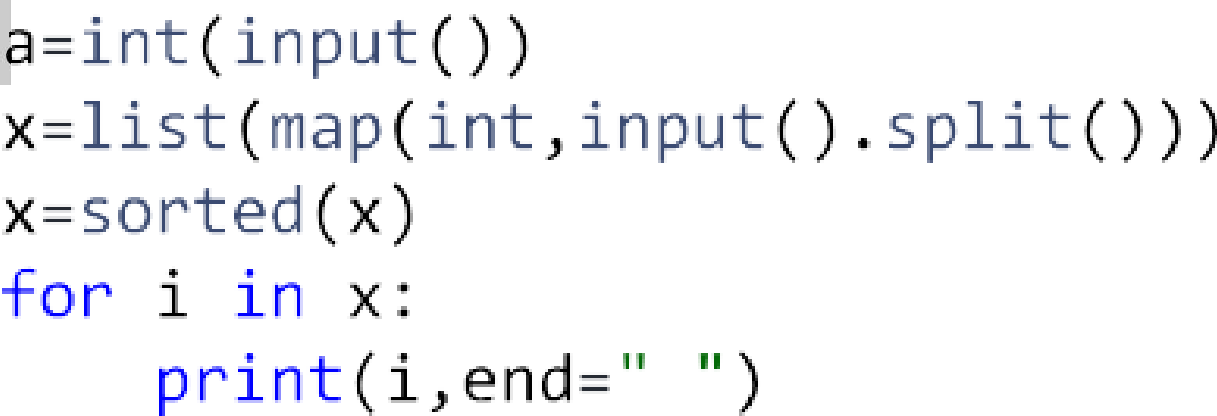 a=int(input())
x=list(map(int,input().split()))
x=sorted(x)
for i in x:
    print(i,end=" ")